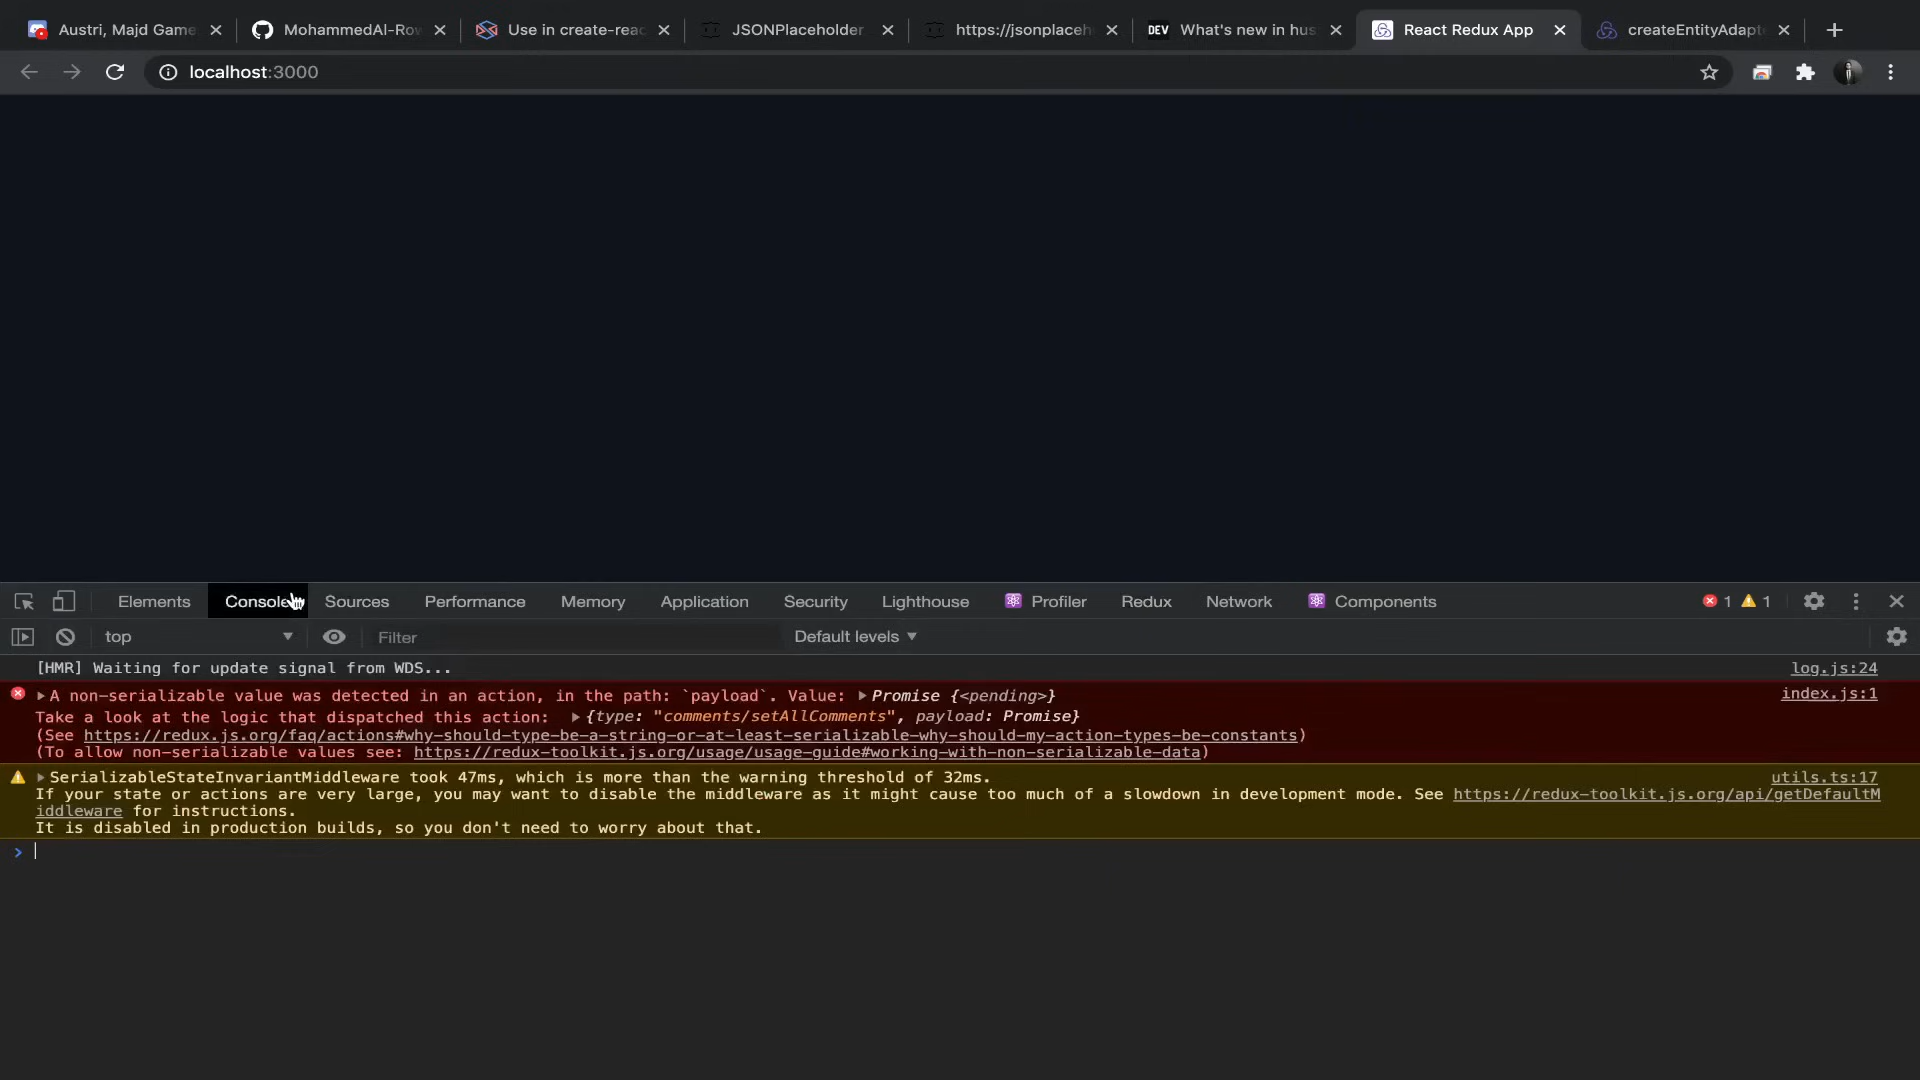 Austri, Majd Game
MohammedAl-Row
Use in create-reac
JSONPlaceholder
https://jsonplaceh
DEV What's new in hus
React Redux App
createEntityAdapt
localhost:3000
Elements
Console
Sources
Performance
Memory
Application
Security
Lighthouse
Profiler
Redux
Network
Components
1
1
top
Filter
Default levels
[HMR] Waiting for update signal from WDS... log.js:24
A non-serializable value was detected in an action, in the path: `payload`. Value: Promise {<pending>} index.js:1
Take a look at the logic that dispatched this action: {type: "comments/setAllComments", payload: Promise}
(See https://redux.js.org/faq/actions#why-should-type-be-a-string-or-at-least-serializable-why-should-my-action-types-be-constants)
(To allow non-serializable values see: https://redux-toolkit.js.org/usage/usage-guide#working-with-non-serializable-data)
SerializableStateInvariantMiddleware took 47ms, which is more than the warning threshold of 32ms. utils.ts:17
If your state or actions are very large, you may want to disable the middleware as it might cause too much of a slowdown in development mode. See https://redux-toolkit.js.org/api/getDefaultM
iddleware for instructions.
It is disabled in production builds, so you don't need to worry about that.